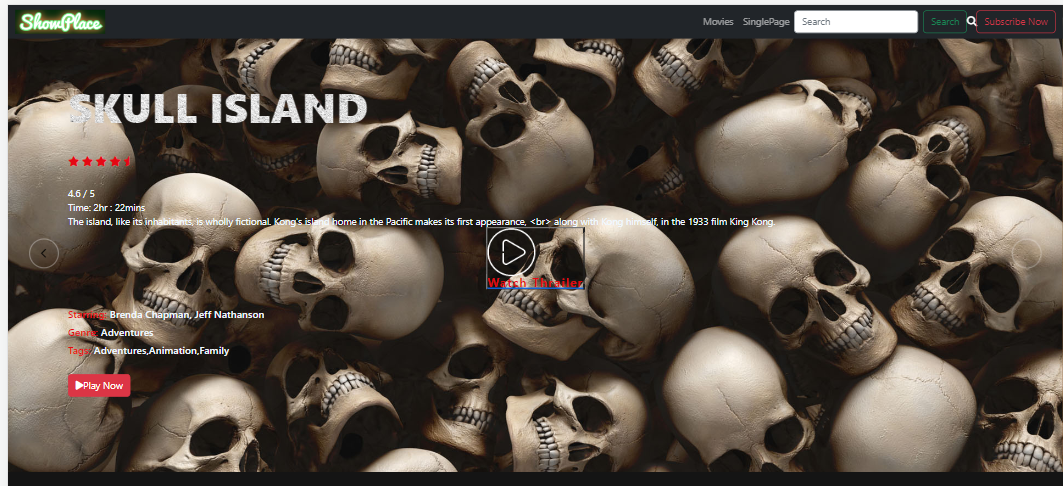 ShowPlace
Movies SinglePage Search Search Subscribe Now
SKULL ISLAND
4.6 / 5
Time: 2hr : 22mins
The island, like its inhabitants, is wholly fictional. Kong's island home in the Pacific makes its first appearance, <br> along with Kong himself, in the 1933 film King Kong.
Watch Thrailer
Starring: Brenda Chapman, Jeff Nathanson
Genre: Adventures
Tags: Adventures,Animation,Family
Play Now